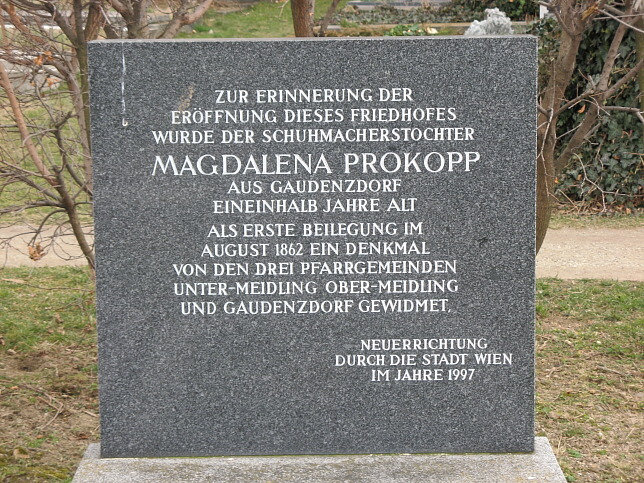 ZUR ERINNERUNG DER
ERÖFFNUNG DIESES FRIEDHOFES
WURDE DER SCHUHMACHERSTOCHTER
MAGDALENA PROKOPP
AUS GAUDENZDORF
EINEINHALB JAHRE ALT
ALS ERSTE BEILEGUNG IM
AUGUST 1862 EIN DENKMAL
VON DEN DREI PFARRGEMEINDEN
UNTER-MEIDLING OBER-MEIDLING
UND GAUDENZDORF GEWIDMET.
NEUERRICHTUNG
DURCH DIE STADT WIEN
IM JAHRE 1997